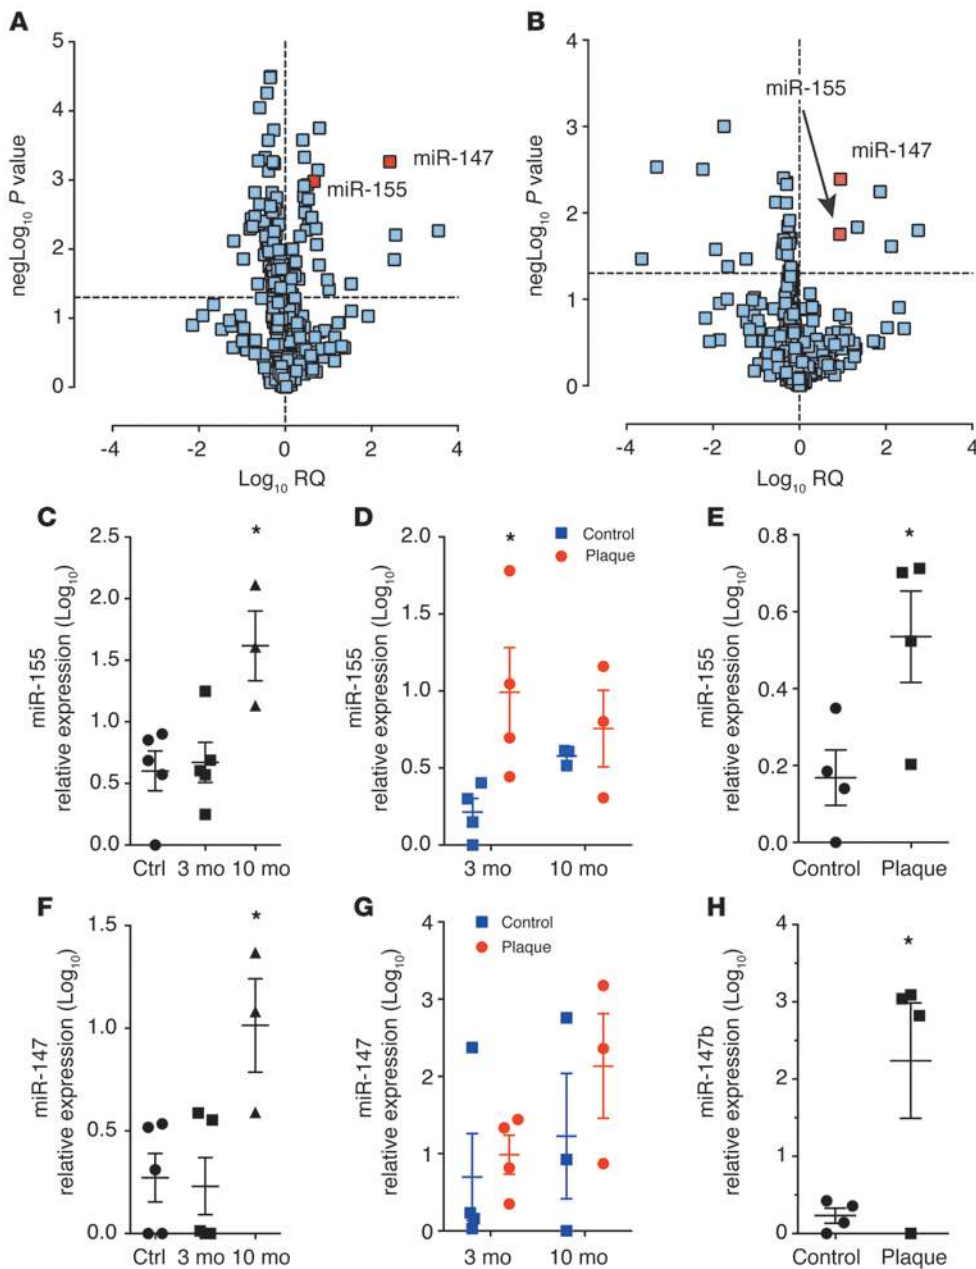 A
5
4
3
2
1
0
negLog10 P value
miR-147
miR-155
-4
-2
0
2
4
Log10 RQ
B
4
3
2
1
0
negLog10 P value
miR-155
miR-147
-4
-2
0
2
4
Log10 RQ
C
2.5
2.0
1.5
1.0
0.5
0.0
miR-155
relative expression (Log10)
*
Ctrl 3 mo 10 mo
D
2.0
1.5
1.0
0.5
0.0
miR-155
relative expression (Log10)
*
Control
Plaque
3 mo 10 mo
E
0.8
0.6
0.4
0.2
0.0
miR-155
relative expression (Log10)
*
Control Plaque
F
1.5
1.0
0.5
0.0
miR-147
relative expression (Log10)
*
Ctrl 3 mo 10 mo
G
4
3
2
1
0
miR-147
relative expression (Log10)
Control
Plaque
3 mo 10 mo
H
4
3
2
1
0
miR-147b
relative expression (Log10)
*
Control Plaque